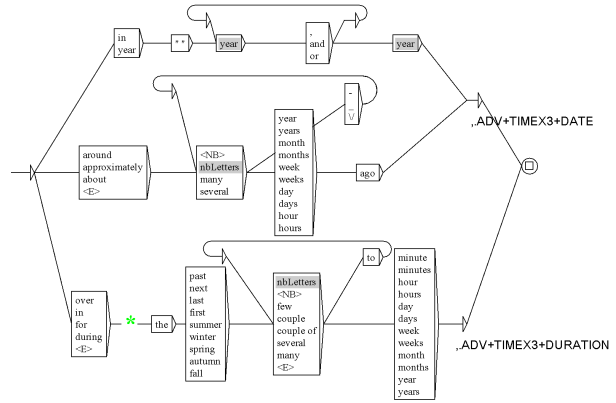 in
year
" "
year
,
and
or
year
around
approximately
about
<E>
<NB>
nbLetters
many
several
year
years
month
months
week
weeks
day
days
hour
hours
-
_
\/
ago
,.ADV+TIMEX3+DATE
over
in
for
during
<E>
*
the
past
next
last
first
summer
winter
spring
autumn
fall
nbLetters
<NB>
few
couple
couple of
several
many
<E>
to
minute
minutes
hour
hours
day
days
week
weeks
month
months
year
years
,.ADV+TIMEX3+DURATION